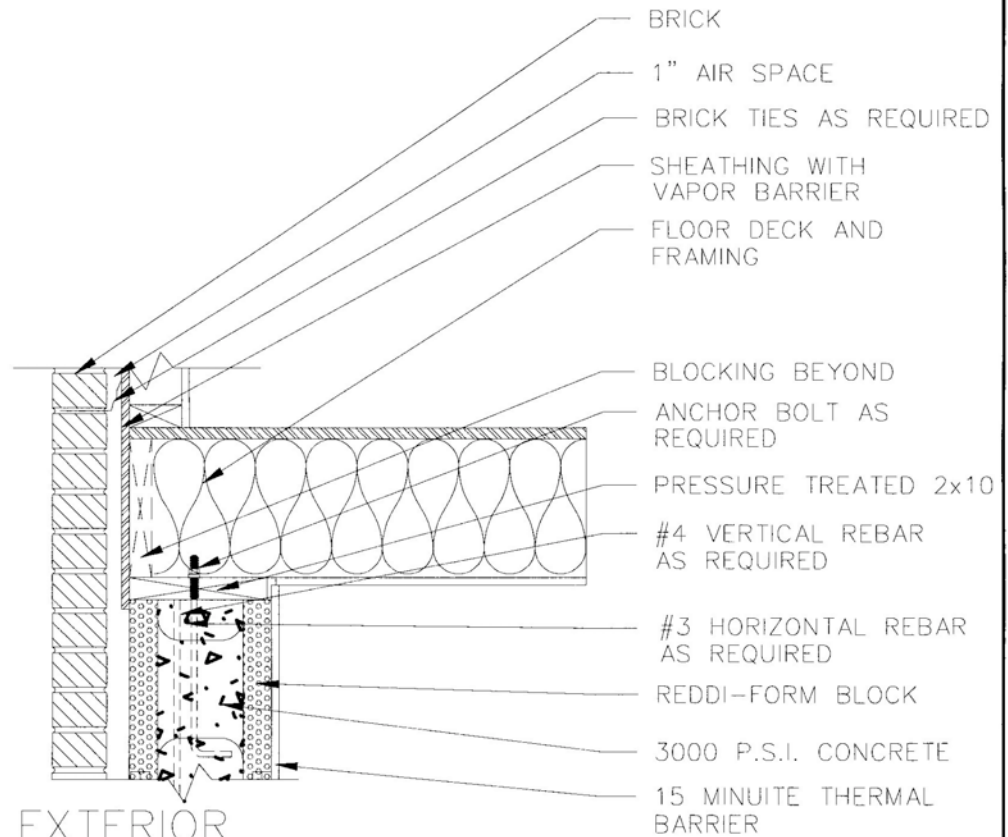 BRICK
1" AIR SPACE
BRICK TIES AS REQUIRED
SHEATHING WITH
VAPOR BARRIER
FLOOR DECK AND
FRAMING
BLOCKING BEYOND
ANCHOR BOLT AS
REQUIRED
PRESSURE TREATED 2x10
#4 VERTICAL REBAR
AS REQUIRED
#3 HORIZONTAL REBAR
AS REQUIRED
REDDI-FORM BLOCK
3000 P.S.I. CONCRETE
15 MINUITE THERMAL
BARRIER
EXTERIOR